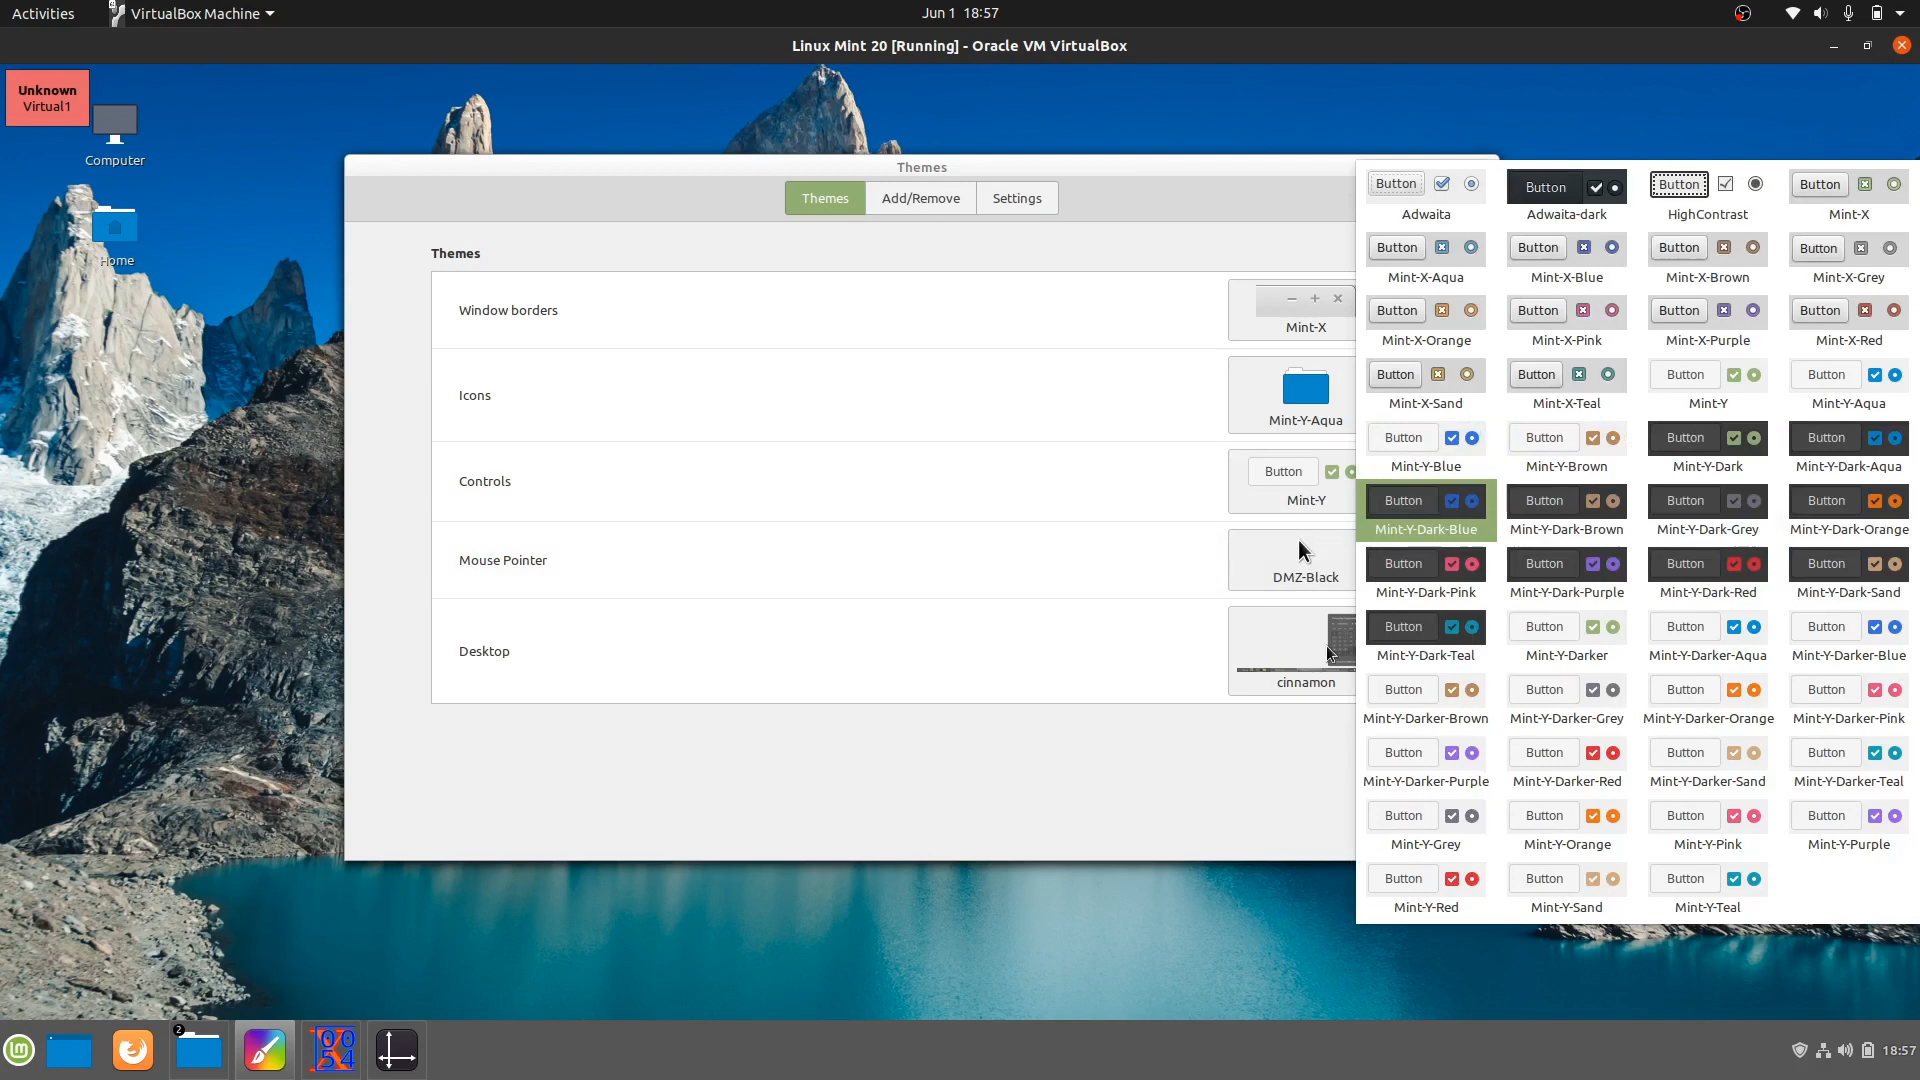 Activities VirtualBox Machine Jun 1 18:57
Linux Mint 20 [Running] - Oracle VM VirtualBox
Unknown
Virtual1
Computer
Home
Themes
Themes Add/Remove Settings
Themes
Window borders
Mint-X
Icons
Mint-Y-Aqua
Controls
Button
Mint-Y
Mouse Pointer
DMZ-Black
Desktop
cinnamon
Button Button Button Button
Adwaita Adwaita-dark HighContrast Mint-X
Button Button Button Button
Mint-X-Aqua Mint-X-Blue Mint-X-Brown Mint-X-Grey
Button Button Button Button
Mint-X-Orange Mint-X-Pink Mint-X-Purple Mint-X-Red
Button Button Button Button
Mint-X-Sand Mint-X-Teal Mint-Y Mint-Y-Aqua
Button Button Button Button
Mint-Y-Blue Mint-Y-Brown Mint-Y-Dark Mint-Y-Dark-Aqua
Button Button Button Button
Mint-Y-Dark-Blue Mint-Y-Dark-Brown Mint-Y-Dark-Grey Mint-Y-Dark-Orange
Button Button Button Button
Mint-Y-Dark-Pink Mint-Y-Dark-Purple Mint-Y-Dark-Red Mint-Y-Dark-Sand
Button Button Button Button
Mint-Y-Dark-Teal Mint-Y-Darker Mint-Y-Darker-Aqua Mint-Y-Darker-Blue
Button Button Button Button
Mint-Y-Darker-Brown Mint-Y-Darker-Grey Mint-Y-Darker-Orange Mint-Y-Darker-Pink
Button Button Button Button
Mint-Y-Darker-Purple Mint-Y-Darker-Red Mint-Y-Darker-Sand Mint-Y-Darker-Teal
Button Button Button Button
Mint-Y-Grey Mint-Y-Orange Mint-Y-Pink Mint-Y-Purple
Button Button Button
Mint-Y-Red Mint-Y-Sand Mint-Y-Teal
2
00
54
18:57